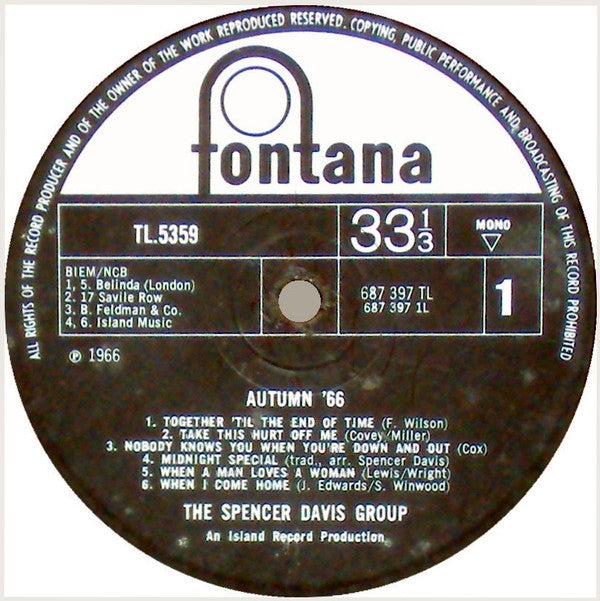 ALL RIGHTS OF THE RECORD PRODUCER AND OF THE OWNER OF THE WORK REPRODUCED RESERVED. COPYING, PUBLIC PERFORMANCE AND BROADCASTING OF THIS RECORD PROHIBITED
fontana
TL.5359
33⅓
MONO
BIEM/NCB
1, 5. Belinda (London)
2. 17 Savile Row
3. B. Feldman & Co.
4, 6. Island Music
687 397 TL
687 397 1L
1
℗ 1966
AUTUMN '66
1. TOGETHER 'TIL THE END OF TIME (F. Wilson)
2. TAKE THIS HURT OFF ME (Covey/Miller)
3. NOBODY KNOWS YOU WHEN YOU'RE DOWN AND OUT (Cox)
4. MIDNIGHT SPECIAL (trad., arr. Spencer Davis)
5. WHEN A MAN LOVES A WOMAN (Lewis/Wright)
6. WHEN I COME HOME (J. Edwards/S. Winwood)
THE SPENCER DAVIS GROUP
An Island Record Production